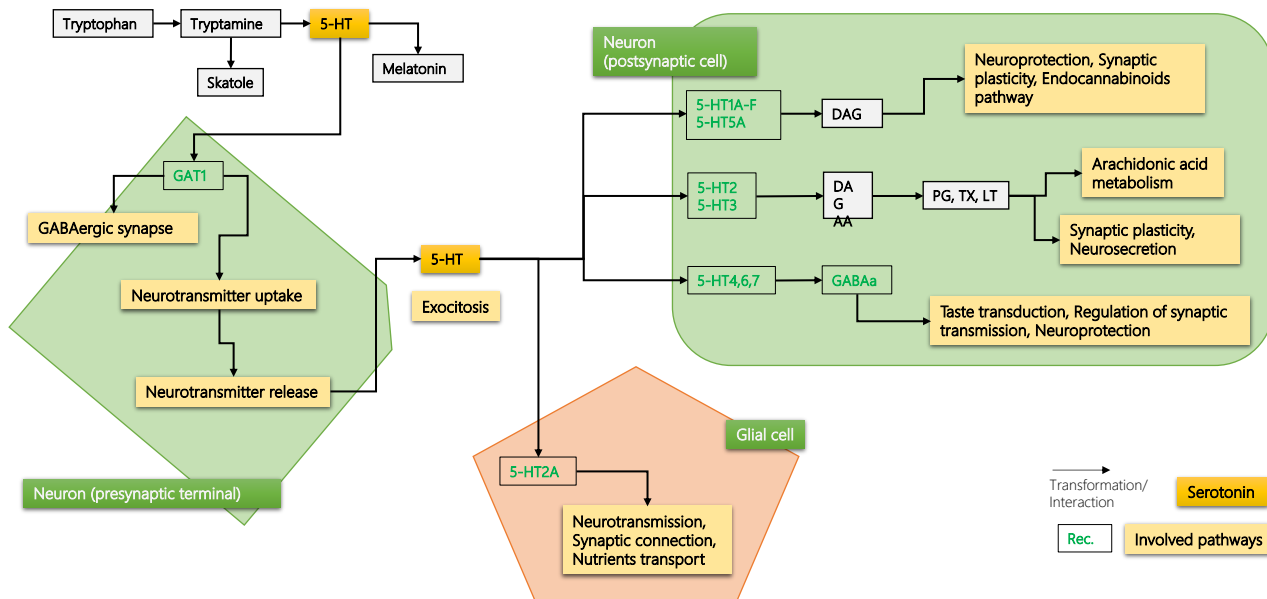 Tryptophan
Tryptamine
5-HT
Skatole
Melatonin
Neuron
(postsynaptic cell)
5-HT1A-F
5-HT5A
DAG
Neuroprotection, Synaptic
plasticity, Endocannabinoids
pathway
GAT1
GABAergic synapse
5-HT2
5-HT3
DA
G
AA
PG, TX, LT
Arachidonic acid
metabolism
Synaptic plasticity,
Neurosecretion
5-HT
Exocitosis
5-HT4,6,7
GABAa
Taste transduction, Regulation of synaptic
transmission, Neuroprotection
Neurotransmitter uptake
Neurotransmitter release
Neuron (presynaptic terminal)
Glial cell
5-HT2A
Neurotransmission,
Synaptic connection,
Nutrients transport
Transformation/
Interaction
Serotonin
Rec.
Involved pathways